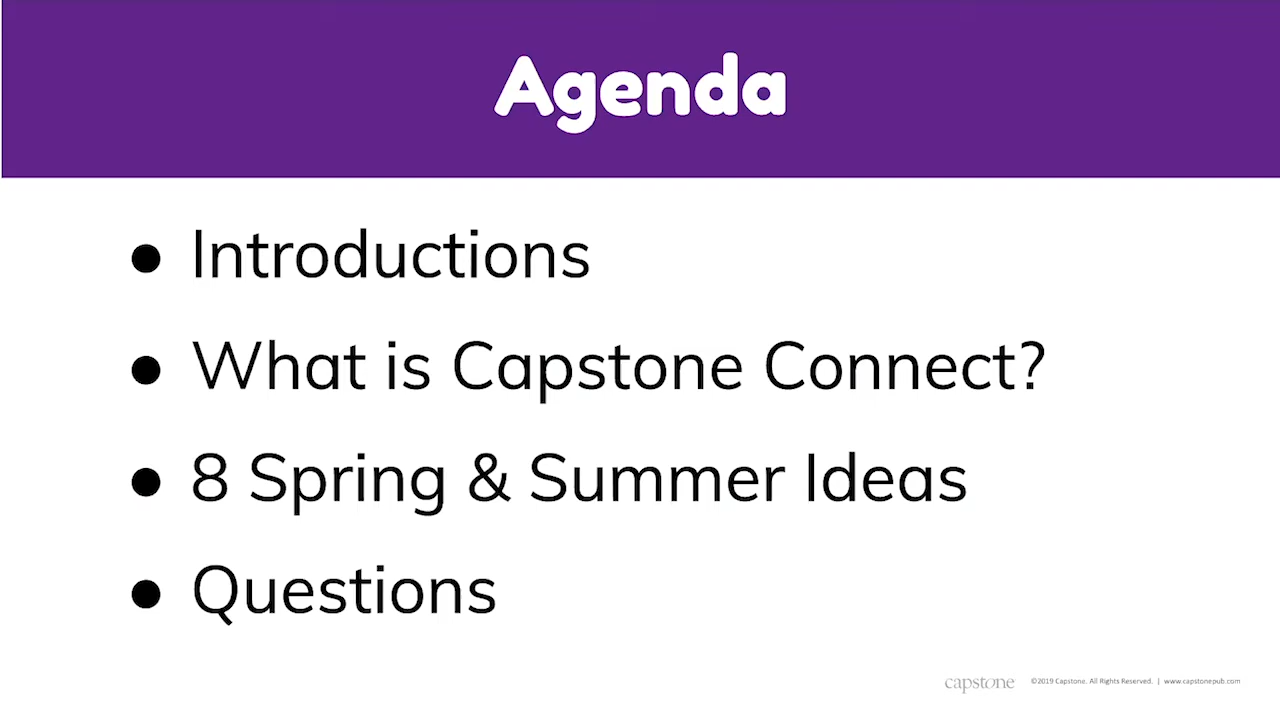 Agenda
● Introductions
● What is Capstone Connect?
● 8 Spring & Summer Ideas
● Questions
capstone ©2019 Capstone. All Rights Reserved. | www.capstonepub.com